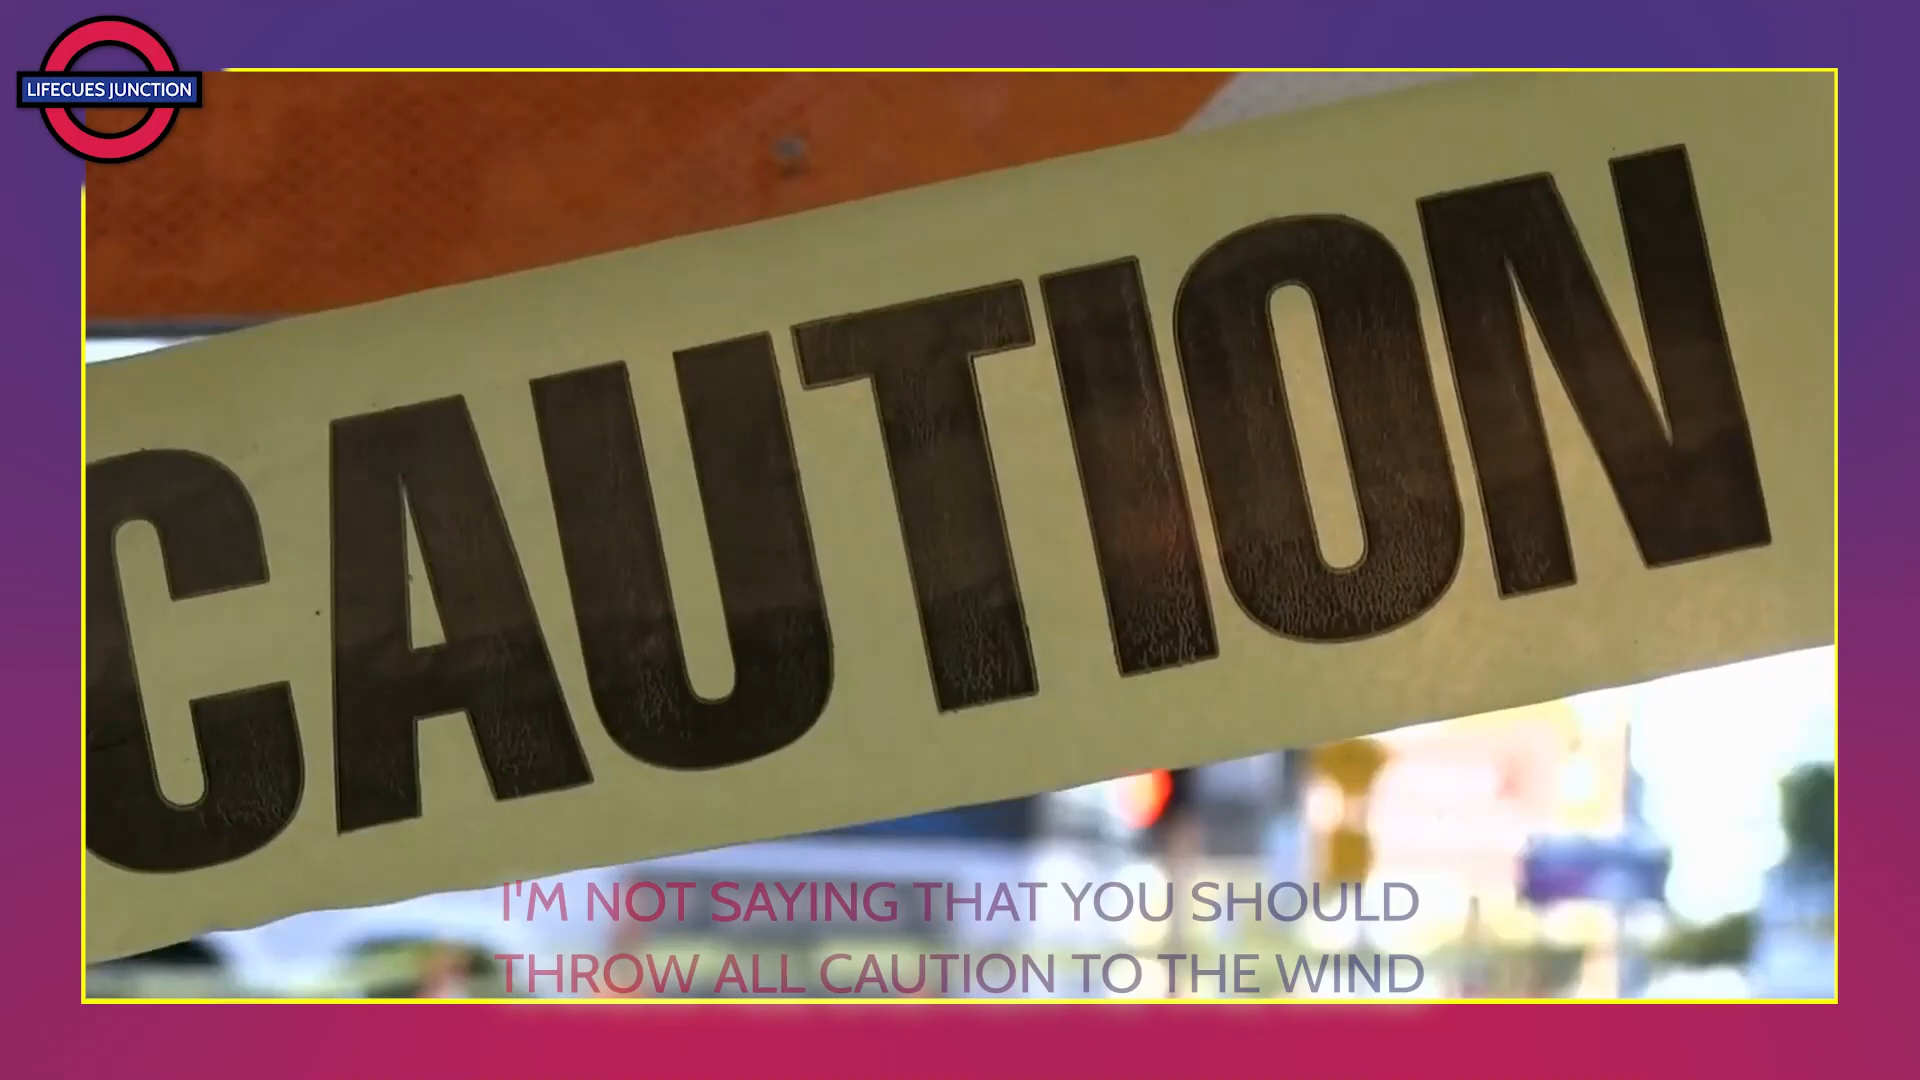 LIFECUES JUNCTION
CAUTION
I'M NOT SAYING THAT YOU SHOULD
THROW ALL CAUTION TO THE WIND